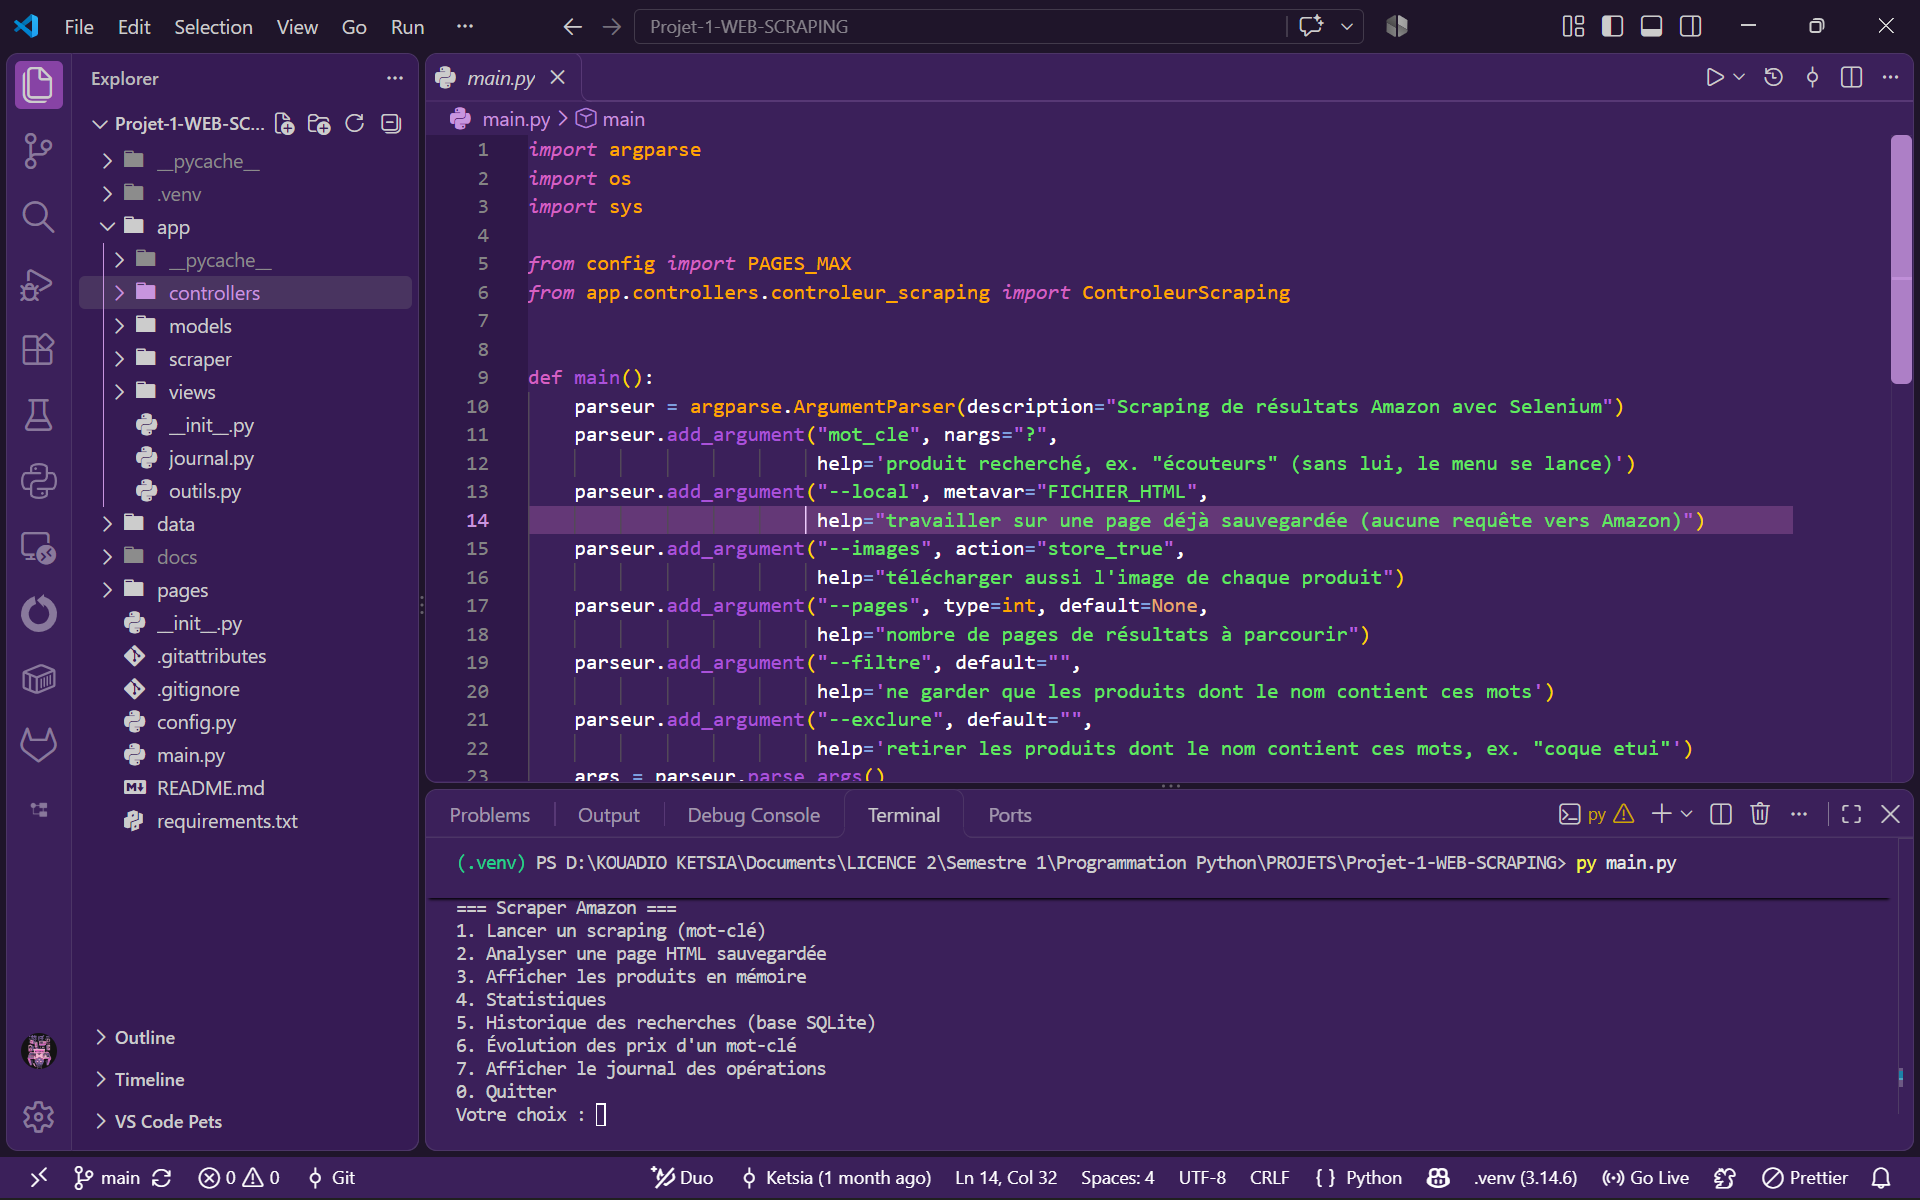 File Edit Selection View Go Run ··· Projet-1-WEB-SCRAPING
Explorer
Projet-1-WEB-SC...
__pycache__
.venv
app
__pycache__
controllers
models
scraper
views
__init__.py
journal.py
outils.py
data
docs
pages
__init__.py
.gitattributes
.gitignore
config.py
main.py
README.md
requirements.txt
Outline
Timeline
VS Code Pets
main.py
main.py > main
1 import argparse
2 import os
3 import sys
4
5 from config import PAGES_MAX
6 from app.controllers.controleur_scraping import ControleurScraping
7
8
9 def main():
10 parseur = argparse.ArgumentParser(description="Scraping de résultats Amazon avec Selenium")
11 parseur.add_argument("mot_cle", nargs="?",
12 help='produit recherché, ex. "écouteurs" (sans lui, le menu se lance)')
13 parseur.add_argument("--local", metavar="FICHIER_HTML",
14 help="travailler sur une page déjà sauvegardée (aucune requête vers Amazon)")
15 parseur.add_argument("--images", action="store_true",
16 help="télécharger aussi l'image de chaque produit")
17 parseur.add_argument("--pages", type=int, default=None,
18 help="nombre de pages de résultats à parcourir")
19 parseur.add_argument("--filtre", default="",
20 help='ne garder que les produits dont le nom contient ces mots')
21 parseur.add_argument("--exclure", default="",
22 help='retirer les produits dont le nom contient ces mots, ex. "coque etui"')
23 args = parseur.parse_args()
Problems Output Debug Console Terminal Ports py
(.venv) PS D:\KOUADIO KETSIA\Documents\LICENCE 2\Semestre 1\Programmation Python\PROJETS\Projet-1-WEB-SCRAPING> py main.py
=== Scraper Amazon ===
1. Lancer un scraping (mot-clé)
2. Analyser une page HTML sauvegardée
3. Afficher les produits en mémoire
4. Statistiques
5. Historique des recherches (base SQLite)
6. Évolution des prix d'un mot-clé
7. Afficher le journal des opérations
0. Quitter
Votre choix :
main 0 0 Git Duo Ketsia (1 month ago) Ln 14, Col 32 Spaces: 4 UTF-8 CRLF { } Python .venv (3.14.6) Go Live Prettier